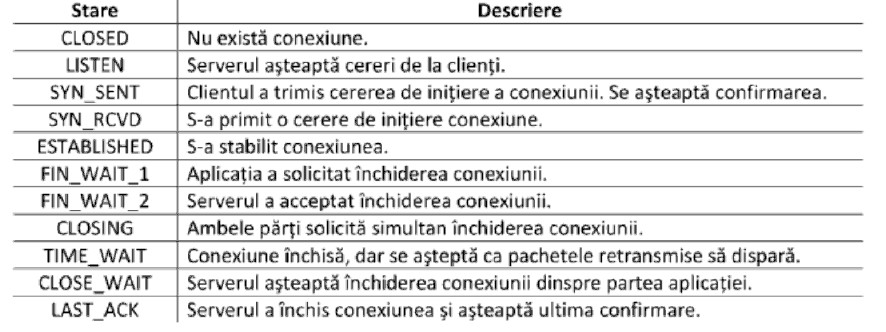 Stare Descriere
CLOSED Nu există conexiune.
LISTEN Serverul așteaptă cereri de la clienți.
SYN_SENT Clientul a trimis cererea de inițiere a conexiunii. Se așteaptă confirmarea.
SYN_RCVD S-a primit o cerere de inițiere conexiune.
ESTABLISHED S-a stabilit conexiunea.
FIN_WAIT_1 Aplicația a solicitat închiderea conexiunii.
FIN_WAIT_2 Serverul a acceptat închiderea conexiunii.
CLOSING Ambele părți solicită simultan închiderea conexiunii.
TIME_WAIT Conexiune închisă, dar se așteptă ca pachetele retransmise să dispară.
CLOSE_WAIT Serverul așteaptă închiderea conexiunii dinspre partea aplicației.
LAST_ACK Serverul a închis conexiunea și așteaptă ultima confirmare.